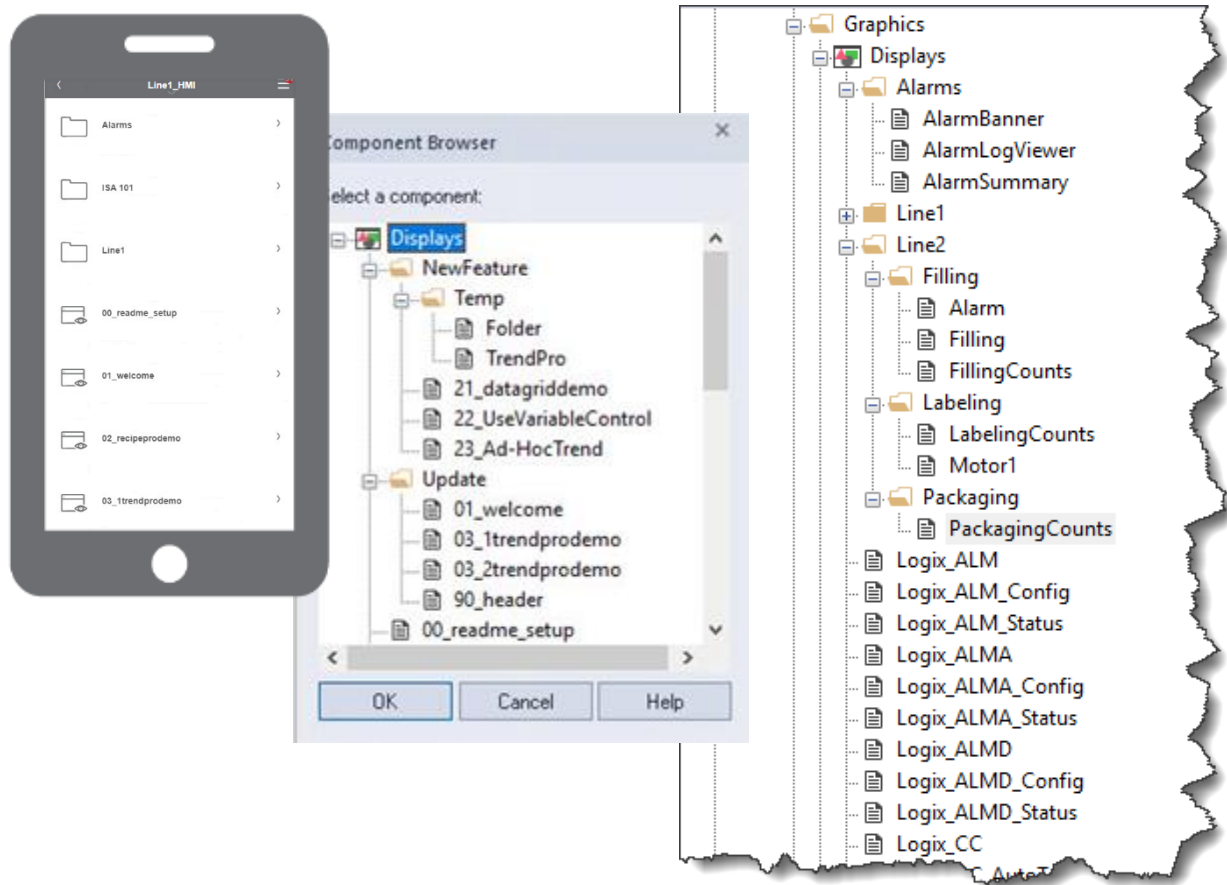 Line1_HMI
Alarms
ISA 101
Line1
00_readme_setup
01_welcome
02_recipeprodemo
03_1trendprodemo
Component Browser
Select a component:
Displays
NewFeature
Temp
Folder
TrendPro
21_datagriddemo
22_UseVariableControl
23_Ad-HocTrend
Update
01_welcome
03_1trendprodemo
03_2trendprodemo
90_header
00_readme_setup
OK
Cancel
Help
Graphics
Displays
Alarms
AlarmBanner
AlarmLogViewer
AlarmSummary
Line1
Line2
Filling
Alarm
Filling
FillingCounts
Labeling
LabelingCounts
Motor1
Packaging
PackagingCounts
Logix_ALM
Logix_ALM_Config
Logix_ALM_Status
Logix_ALMA
Logix_ALMA_Config
Logix_ALMA_Status
Logix_ALMD
Logix_ALMD_Config
Logix_ALMD_Status
Logix_CC